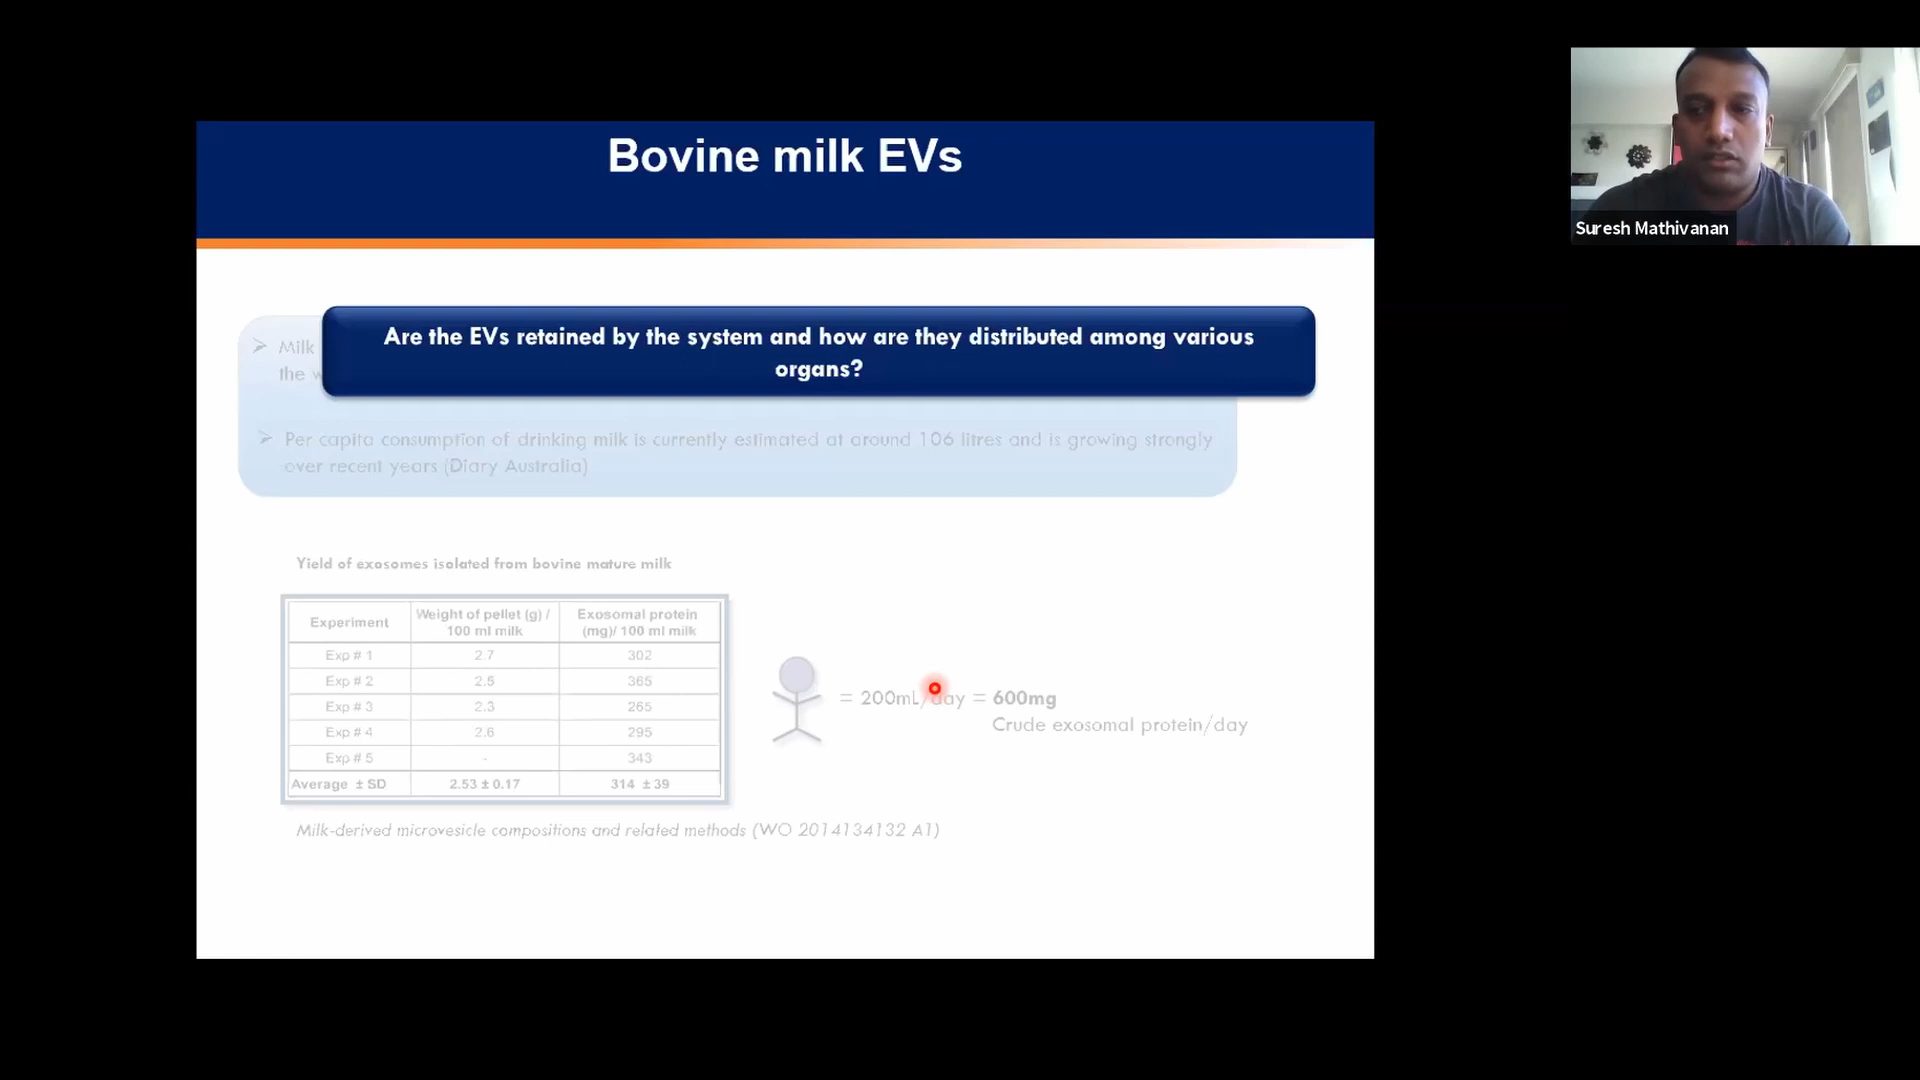 Bovine milk EVs
Suresh Mathivanan
Are the EVs retained by the system and how are they distributed among various
organs?
➢ Milk
the w
➢ Per capita consumption of drinking milk is currently estimated at around 106 litres and is growing strongly
over recent years (Diary Australia)
Yield of exosomes isolated from bovine mature milk
Experiment Weight of pellet (g) / Exosomal protein
100 ml milk (mg)/ 100 ml milk
Exp # 1 2.7 302
Exp # 2 2.5 365
Exp # 3 2.3 265
Exp # 4 2.6 295
Exp # 5 - 343
Average ± SD 2.53 ± 0.17 314 ± 39
= 200mL/day = 600mg
Crude exosomal protein/day
Milk-derived microvesicle compositions and related methods (WO 2014134132 A1)